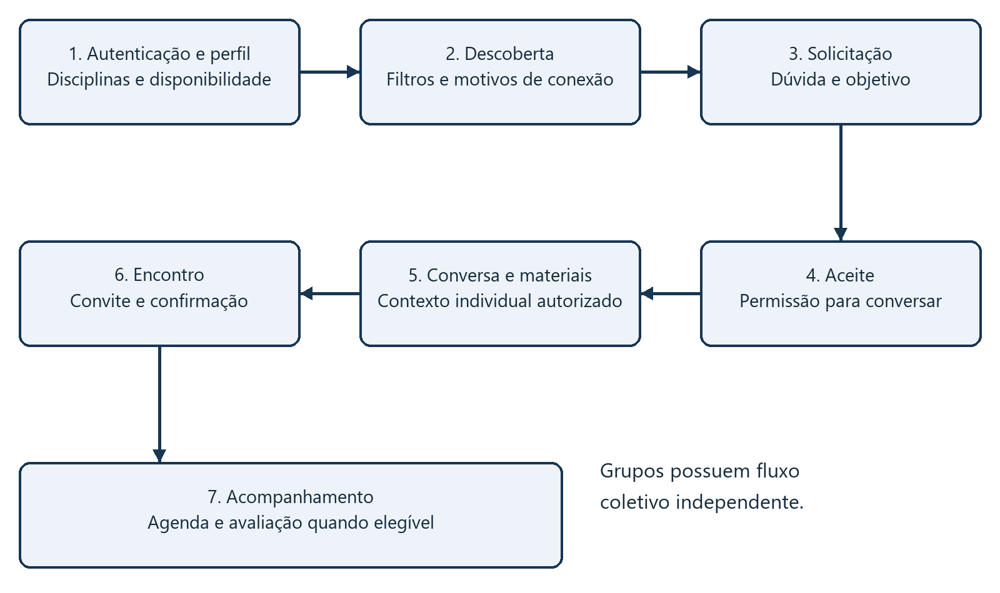 1. Autenticação e perfil
Disciplinas e disponibilidade
2. Descoberta
Filtros e motivos de conexão
3. Solicitação
Dúvida e objetivo
4. Aceite
Permissão para conversar
5. Conversa e materiais
Contexto individual autorizado
6. Encontro
Convite e confirmação
7. Acompanhamento
Agenda e avaliação quando elegível
Grupos possuem fluxo
coletivo independente.